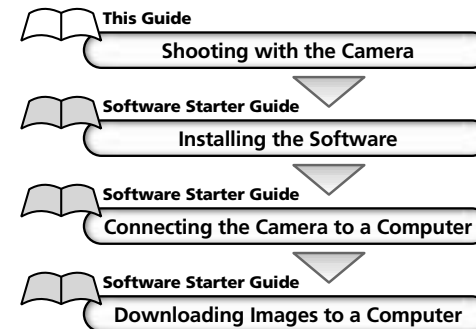 This Guide
Shooting with the Camera
Software Starter Guide
Installing the Software
Software Starter Guide
Connecting the Camera to a Computer
Software Starter Guide
Downloading Images to a Computer